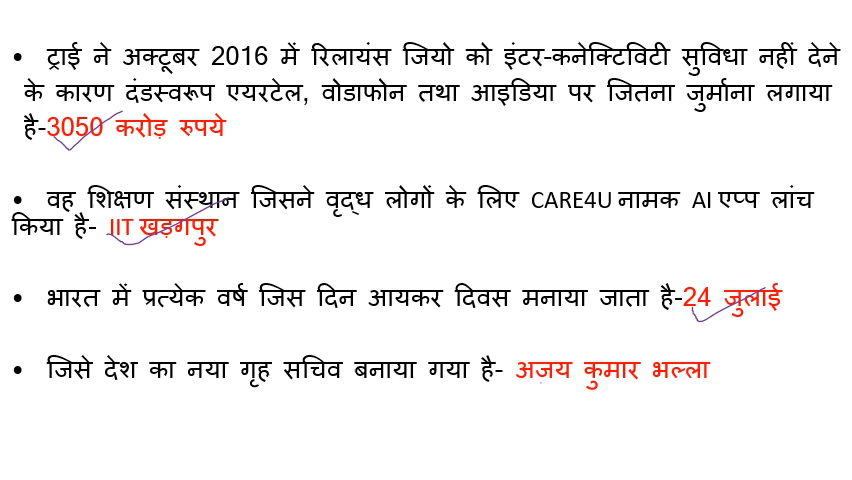 • ट्राई ने अक्टूबर 2016 में रिलायंस जियो को इंटर-कनेक्टिविटी सुविधा नहीं देने
के कारण दंडस्वरूप एयरटेल, वोडाफोन तथा आइडिया पर जितना जुर्माना लगाया
है-3050 करोड़ रुपये
• वह शिक्षण संस्थान जिसने वृद्ध लोगों के लिए CARE4U नामक AI एप्प लांच
किया है- IIT खड़गपुर
• भारत में प्रत्येक वर्ष जिस दिन आयकर दिवस मनाया जाता है-24 जुलाई
• जिसे देश का नया गृह सचिव बनाया गया है- अजय कुमार भल्ला